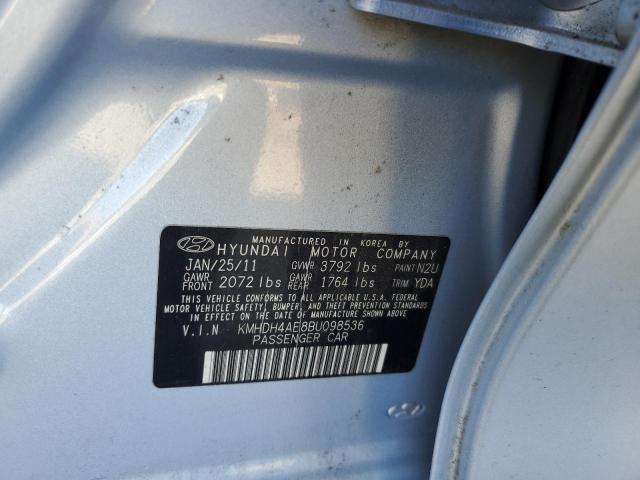 MANUFACTURED IN KOREA BY
HYUNDAI MOTOR COMPANY
JAN/25/11 GVWR 3792 lbs PAINT N2U
GAWR FRONT 2072 lbs GAWR REAR 1764 lbs TRIM YDA
THIS VEHICLE CONFORMS TO ALL APPLICABLE U.S.A. FEDERAL
MOTOR VEHICLE SAFETY, BUMPER, AND THEFT PREVENTION
STANDARDS IN EFFECT ON THE DATE OF MANUFACTURE SHOWN ABOVE.
V.I.N KMHDH4AE8BU098536
PASSENGER CAR